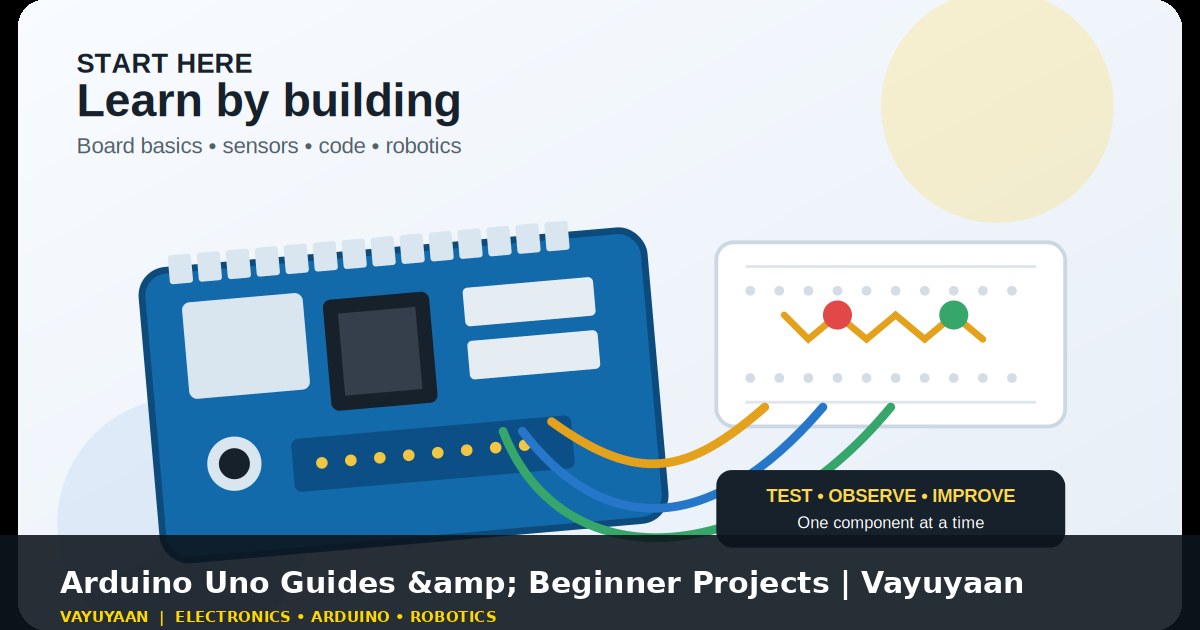 START HERE
Learn by building
Board basics • sensors • code • robotics
TEST • OBSERVE • IMPROVE
One component at a time
Arduino Uno Guides &amp; Beginner Projects | Vayuyaan
VAYUYAAN | ELECTRONICS • ARDUINO • ROBOTICS